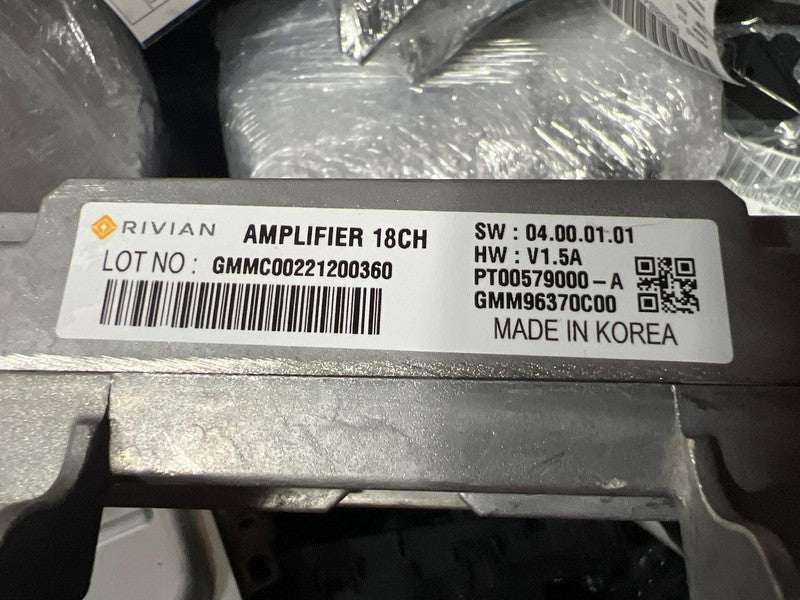 RIVIAN AMPLIFIER 18CH
LOT NO : GMMC00221200360
SW : 04.00.01.01
HW : V1.5A
PT00579000-A
GMM96370C00
MADE IN KOREA